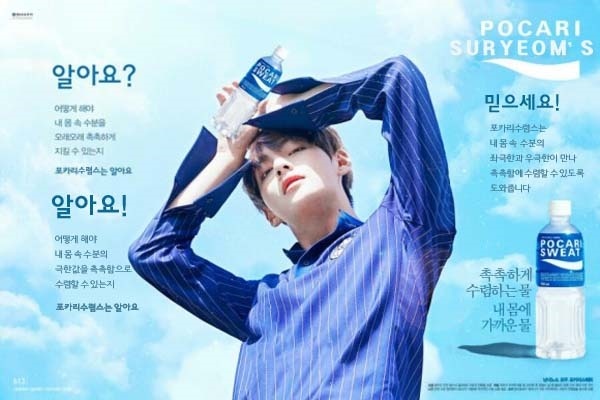 알아요?
어떻게 해야
내 몸 속 수분을
오래오래 촉촉하게
지킬 수 있는지
포카리수렴스는 알아요
알아요!
어떻게 해야
내 몸 속 수분의
극한값을 촉촉함으로
수렴할 수 있는지
포카리수렴스는 알아요
POCARI
SWEAT
POCARI
SURYEOM'S
믿으세요!
포카리수렴스는
내 몸 속 수분의
좌극한과 우극한이 만나
촉촉함에 수렴할 수 있도록
도와줍니다
POCARI
SWEAT
촉촉하게
수렴하는 물
내 몸에
가까운 물